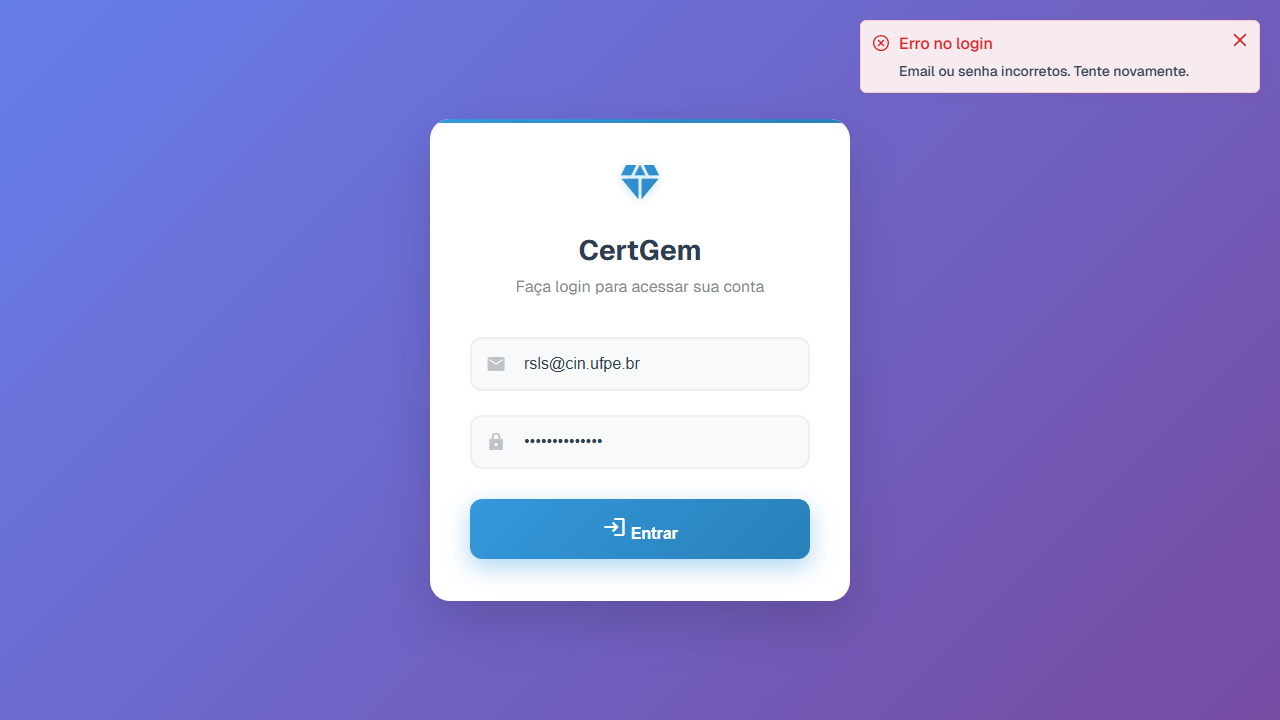 Erro no login
Email ou senha incorretos. Tente novamente.
CertGem
Faça login para acessar sua conta
rsls@cin.ufpe.br
••••••••••••••
Entrar